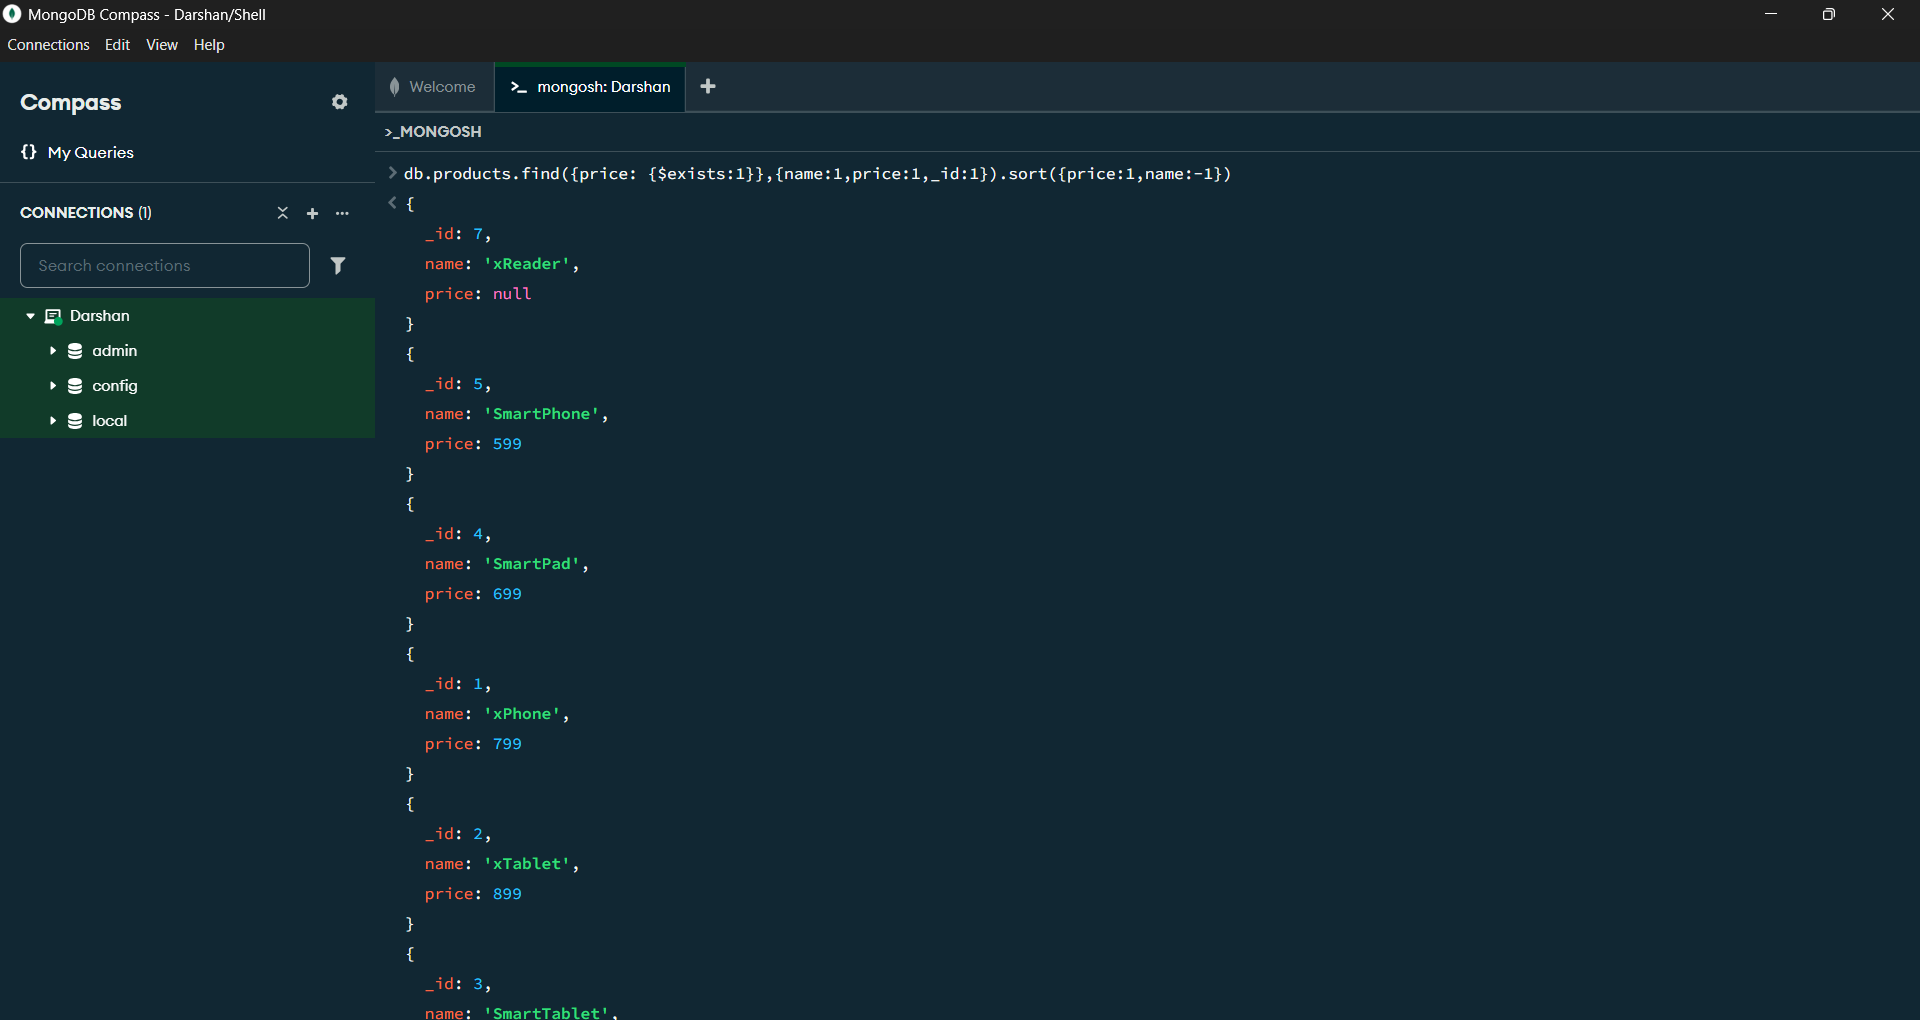 MongoDB Compass - Darshan/Shell
Connections Edit View Help
Compass
My Queries
CONNECTIONS (1)
Search connections
Darshan
admin
config
local
Welcome
>_ mongosh: Darshan
>_MONGOSH
> db.products.find({price: {$exists:1}},{name:1,price:1,_id:1}).sort({price:1,name:-1})
< {
_id: 7,
name: 'xReader',
price: null
}
{
_id: 5,
name: 'SmartPhone',
price: 599
}
{
_id: 4,
name: 'SmartPad',
price: 699
}
{
_id: 1,
name: 'xPhone',
price: 799
}
{
_id: 2,
name: 'xTablet',
price: 899
}
{
_id: 3,
name: 'SmartTablet',